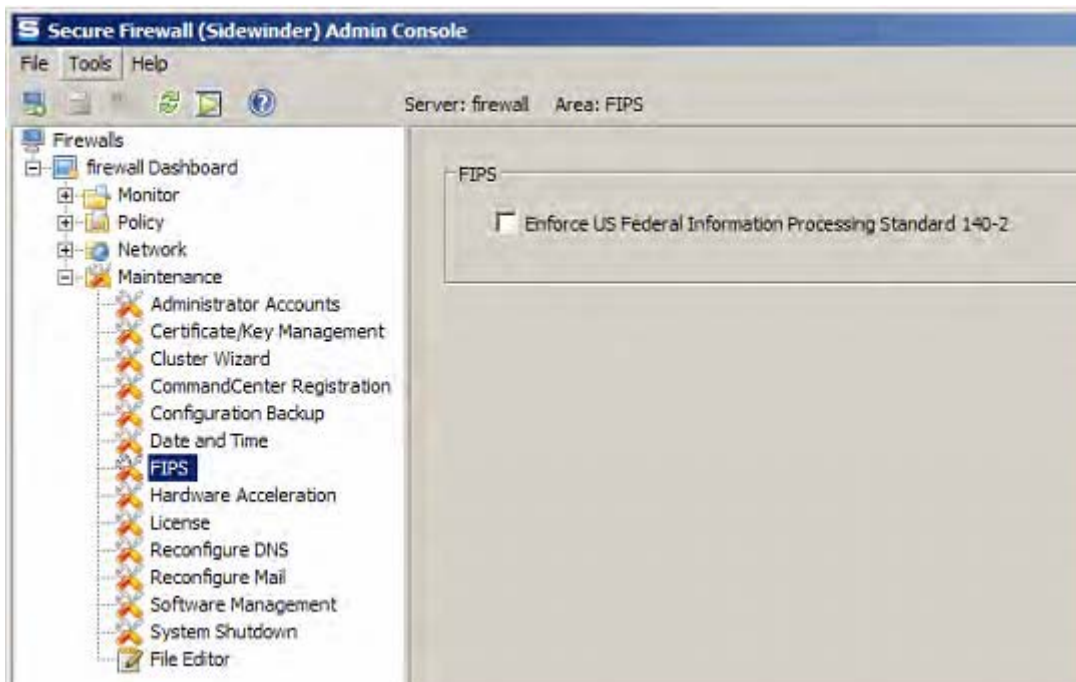 Secure Firewall (Sidewinder) Admin Console
File Tools Help
Server: firewall Area: FIPS
Firewalls
firewall Dashboard
Monitor
Policy
Network
Maintenance
Administrator Accounts
Certificate/Key Management
Cluster Wizard
CommandCenter Registration
Configuration Backup
Date and Time
FIPS
Hardware Acceleration
License
Reconfigure DNS
Reconfigure Mail
Software Management
System Shutdown
File Editor
FIPS
Enforce US Federal Information Processing Standard 140-2